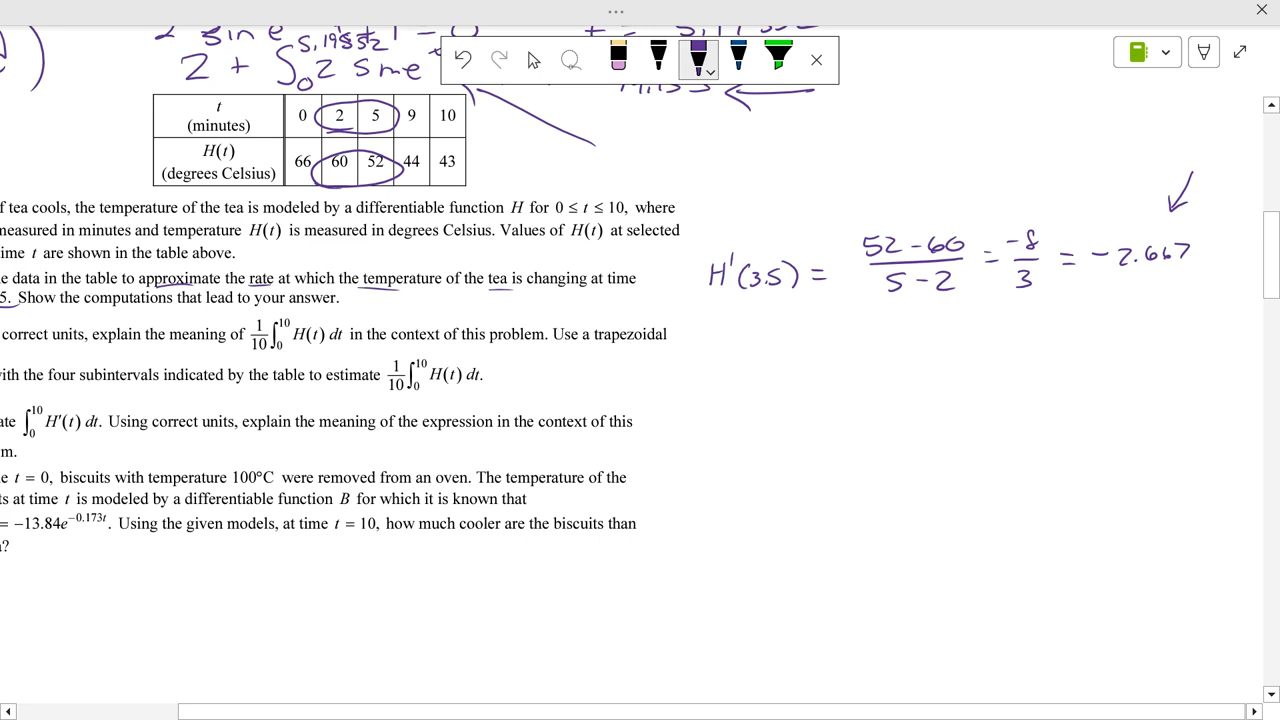 2 + ∫₀ 2 sine
5.19552
t (minutes) 0 2 5 9 10
H(t) (degrees Celsius) 66 60 52 44 43
f tea cools, the temperature of the tea is modeled by a differentiable function H for 0 ≤ t ≤ 10, where
measured in minutes and temperature H(t) is measured in degrees Celsius. Values of H(t) at selected
ime t are shown in the table above.
e data in the table to approximate the rate at which the temperature of the tea is changing at time
5. Show the computations that lead to your answer.
H'(3.5) = (52 - 60)/(5 - 2) = -8/3 = -2.667
correct units, explain the meaning of 1/10 ∫₀¹⁰ H(t) dt in the context of this problem. Use a trapezoidal
with the four subintervals indicated by the table to estimate 1/10 ∫₀¹⁰ H(t) dt.
ate ∫₀¹⁰ H'(t) dt. Using correct units, explain the meaning of the expression in the context of this
m.
e t = 0, biscuits with temperature 100°C were removed from an oven. The temperature of the
ts at time t is modeled by a differentiable function B for which it is known that
= −13.84e^(−0.173t). Using the given models, at time t = 10, how much cooler are the biscuits than
a?